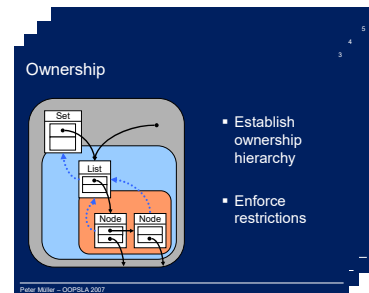 5
4
3
Ownership
Set
List
Node Node
▪ Establish
ownership
hierarchy
▪ Enforce
restrictions
Peter Müller – OOPSLA 2007